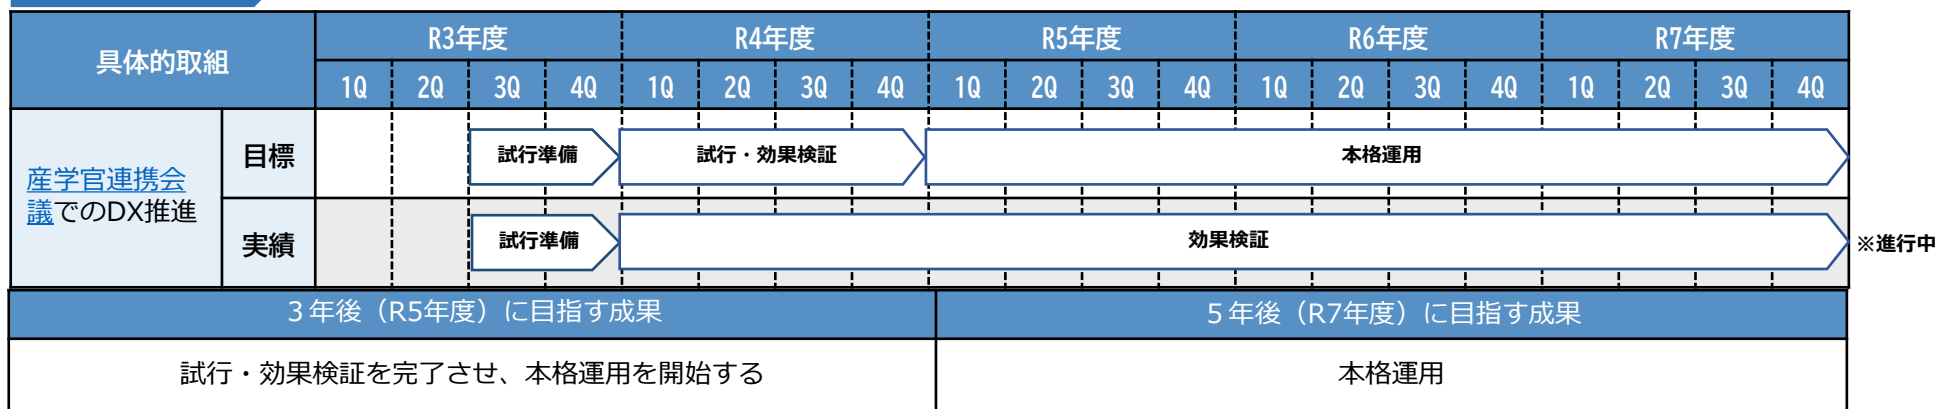 具体的取組
R3年度 R4年度 R5年度 R6年度 R7年度
1Q 2Q 3Q 4Q 1Q 2Q 3Q 4Q 1Q 2Q 3Q 4Q 1Q 2Q 3Q 4Q 1Q 2Q 3Q 4Q
産学官連携会
議でのDX推進
目標
試行準備 試行・効果検証 本格運用
実績
試行準備 効果検証
※進行中
3年後（R5年度）に目指す成果 5年後（R7年度）に目指す成果
試行・効果検証を完了させ、本格運用を開始する 本格運用